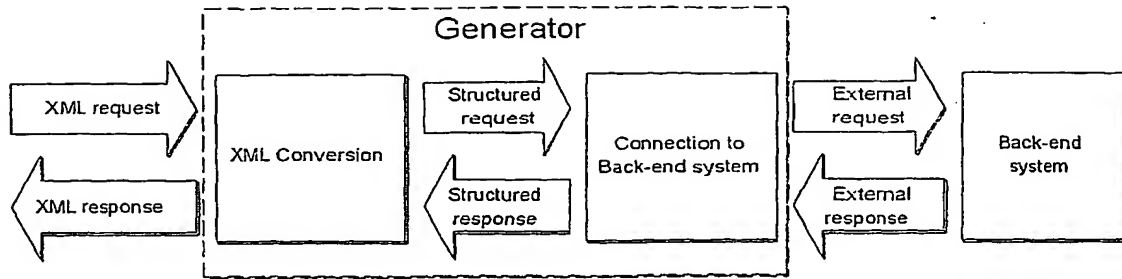 Generator
XML request
XML Conversion
XML response
Structured
request
Structured
response
Connection to
Back-end system
External
request
External
response
Back-end
system